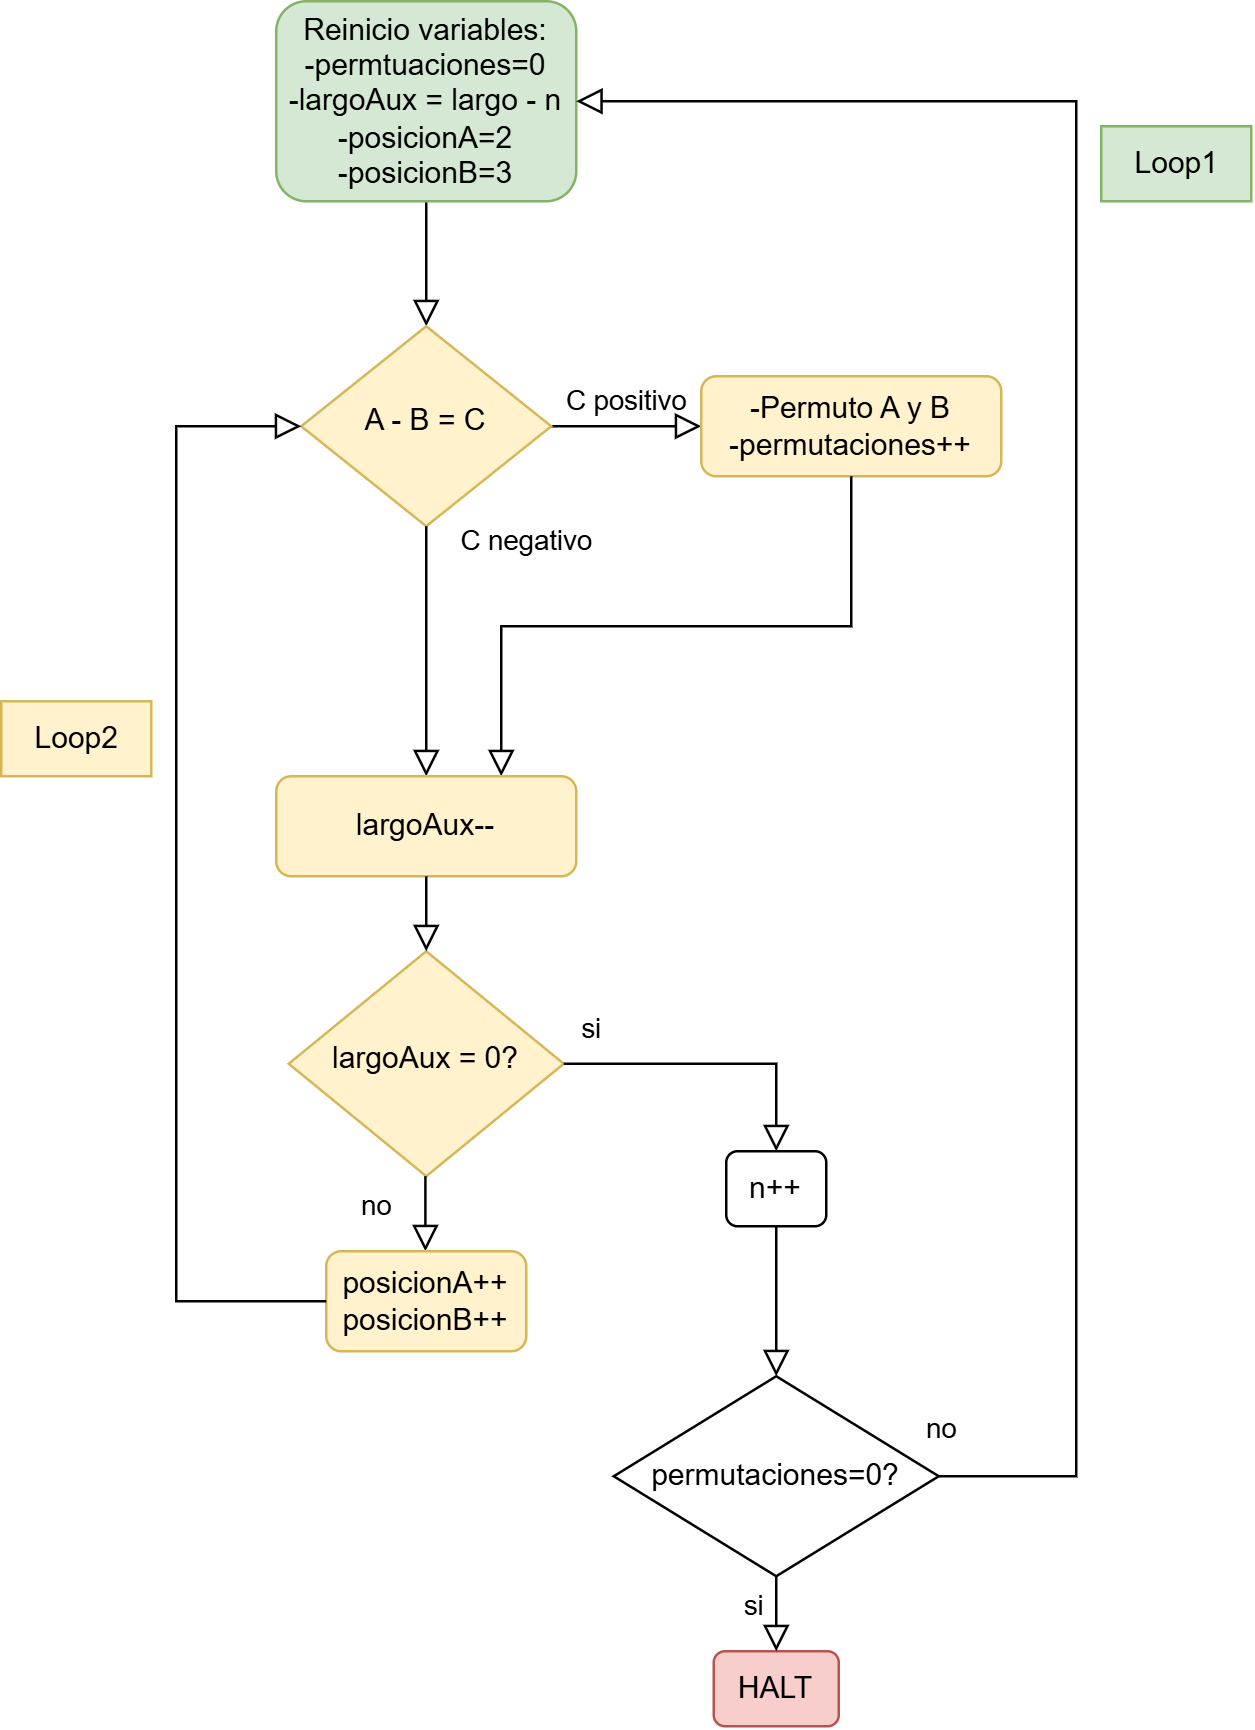 Reinicio variables:
-permtuaciones=0
-largoAux = largo - n
-posicionA=2
-posicionB=3
Loop1
A - B = C
C positivo
-Permuto A y B
-permutaciones++
C negativo
Loop2
largoAux--
largoAux = 0?
si
no
n++
posicionA++
posicionB++
permutaciones=0?
no
si
HALT